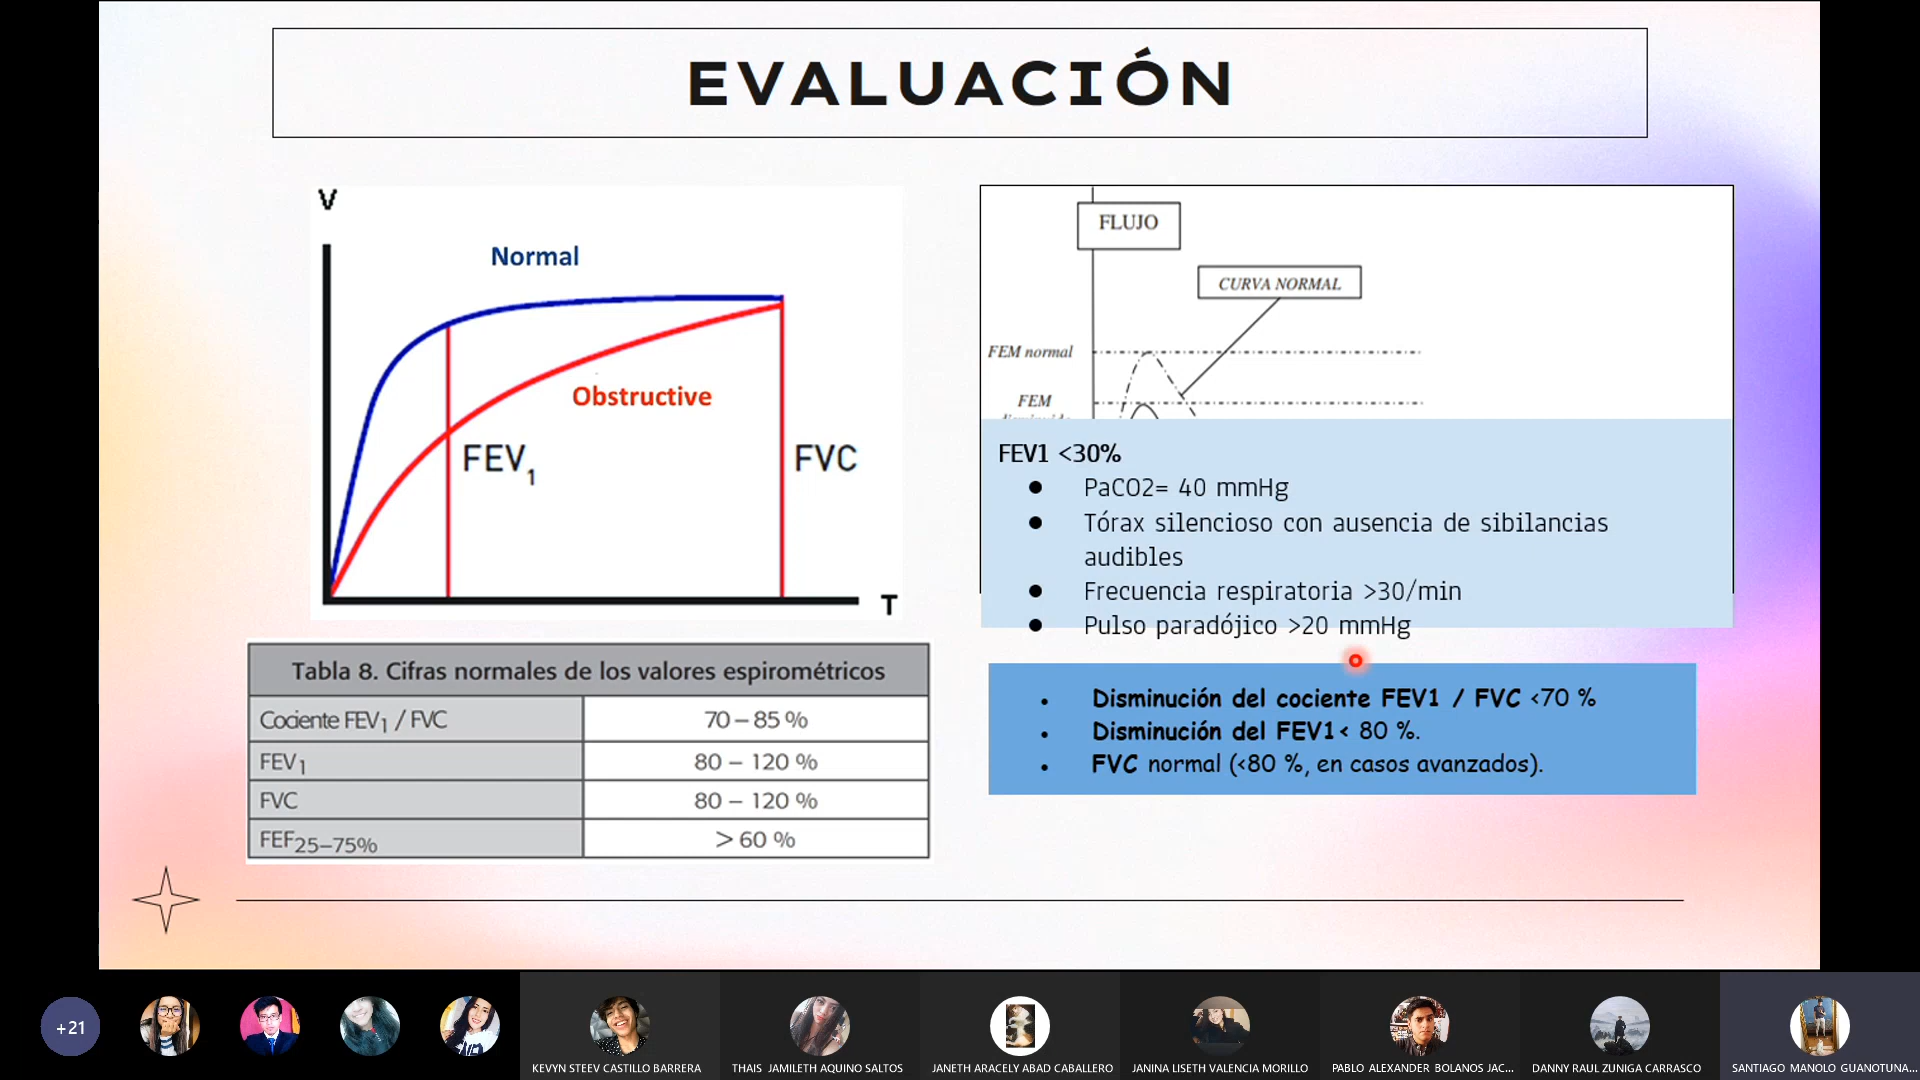 EVALUACIÓN
V
Normal
Obstructive
FEV1
FVC
T
FLUJO
CURVA NORMAL
FEM normal
FEM
FEV1 <30%
● PaCO2= 40 mmHg
● Tórax silencioso con ausencia de sibilancias
audibles
● Frecuencia respiratoria >30/min
● Pulso paradójico >20 mmHg
Tabla 8. Cifras normales de los valores espirométricos
Cociente FEV1 / FVC 70 – 85 %
FEV1 80 – 120 %
FVC 80 – 120 %
FEF25–75% > 60 %
• Disminución del cociente FEV1 / FVC <70 %
• Disminución del FEV1< 80 %.
• FVC normal (<80 %, en casos avanzados).
+21
KEVYN STEEV CASTILLO BARRERA
THAIS JAMILETH AQUINO SALTOS
JANETH ARACELY ABAD CABALLERO
JANINA LISETH VALENCIA MORILLO
PABLO ALEXANDER BOLANOS JAC...
DANNY RAUL ZUNIGA CARRASCO
SANTIAGO MANOLO GUANOTUNA...